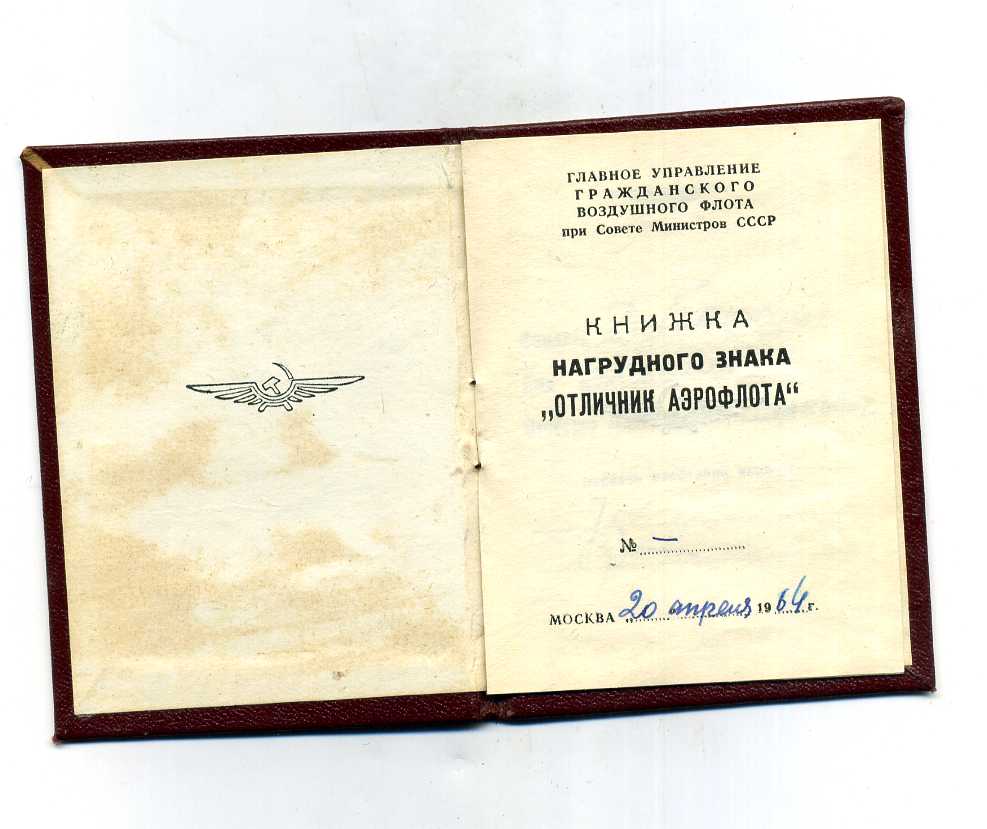 ГЛАВНОЕ УПРАВЛЕНИЕ
ГРАЖДАНСКОГО
ВОЗДУШНОГО ФЛОТА
при Совете Министров СССР
КНИЖКА
НАГРУДНОГО ЗНАКА
„ОТЛИЧНИК АЭРОФЛОТА“
№ —
МОСКВА „20“ апреля 1964 г.